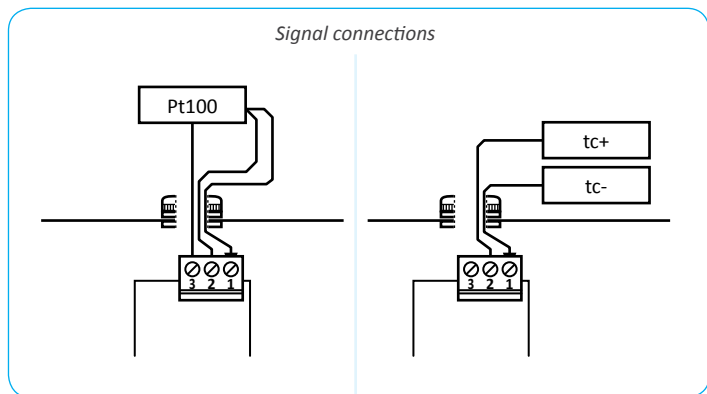 Signal connections
Pt100
3 2 1
tc+
tc-
3 2 1